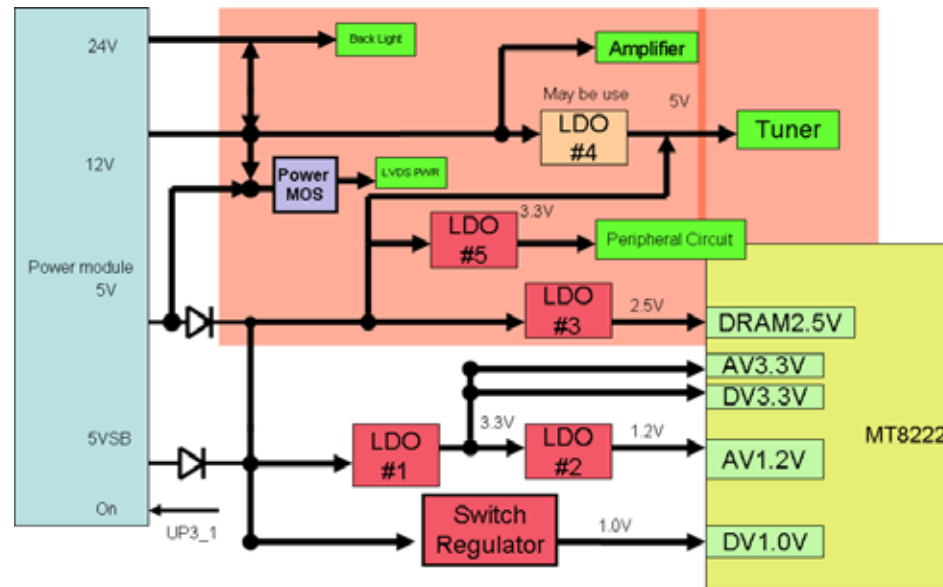 24V
Back Light
Amplifier
May be use
5V
12V
LDO
#4
Tuner
Power
MOS
LVDS PWR
3.3V
LDO
#5
Peripheral Circuit
Power module
5V
LDO
#3
2.5V
DRAM2.5V
AV3.3V
DV3.3V
MT8222
5VSB
LDO
#1
3.3V
LDO
#2
1.2V
AV1.2V
On
UP3_1
Switch
Regulator
1.0V
DV1.0V